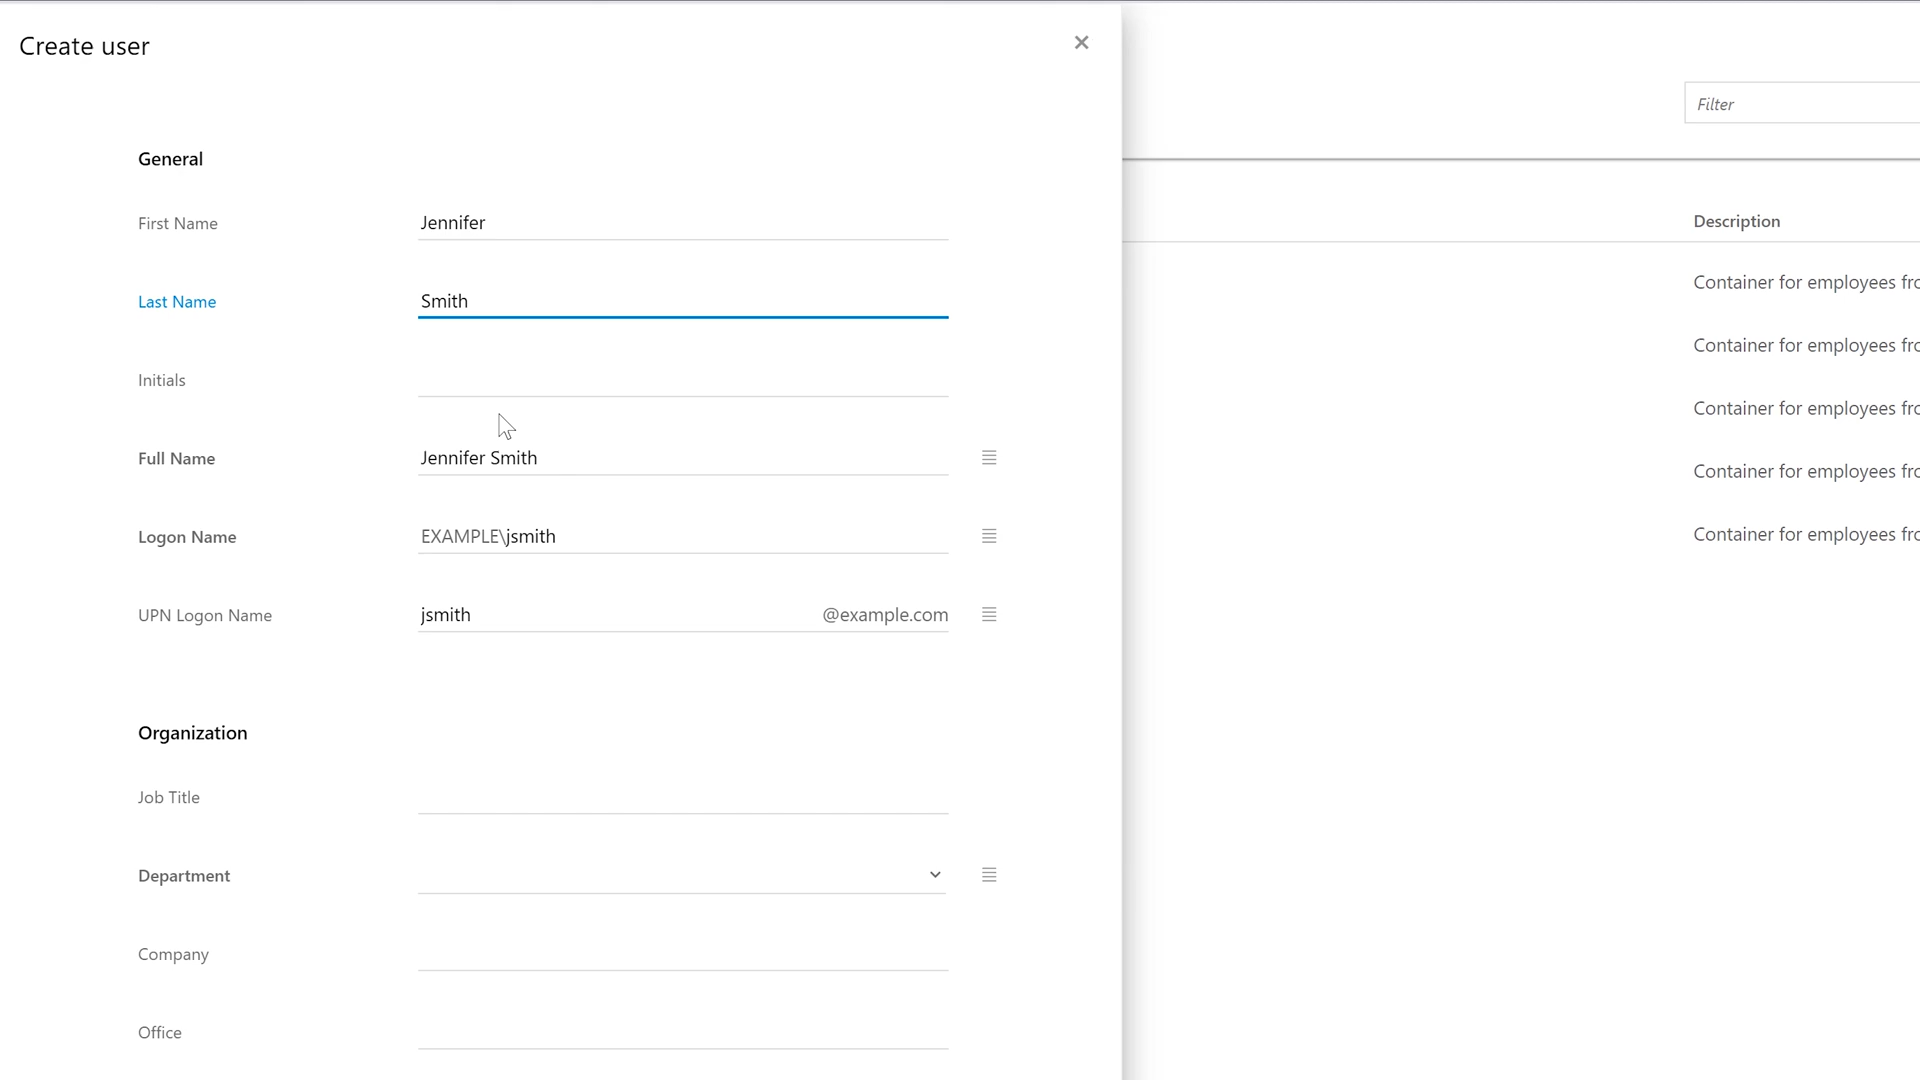 Create user
Filter
General
First Name Jennifer
Description
Last Name Smith
Container for employees fro
Container for employees fro
Initials
Container for employees fro
Full Name Jennifer Smith
Container for employees fro
Logon Name EXAMPLE\jsmith
Container for employees fro
UPN Logon Name jsmith @example.com
Organization
Job Title
Department
Company
Office